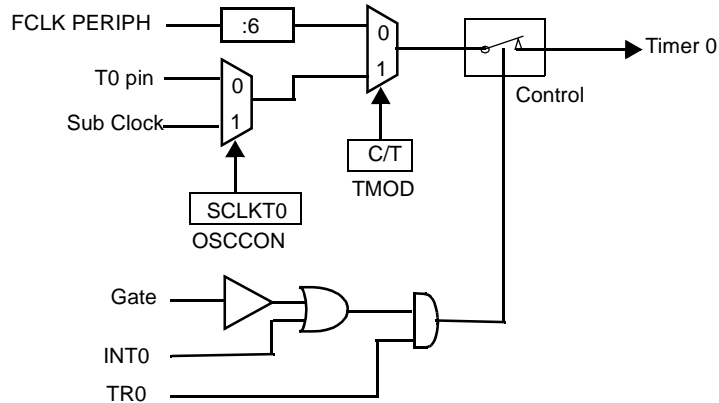 FCLK PERIPH
:6
0
1
Timer 0
T0 pin
0
1
Sub Clock
Control
C/T
TMOD
SCLKT0
OSCCON
Gate
INT0
TR0